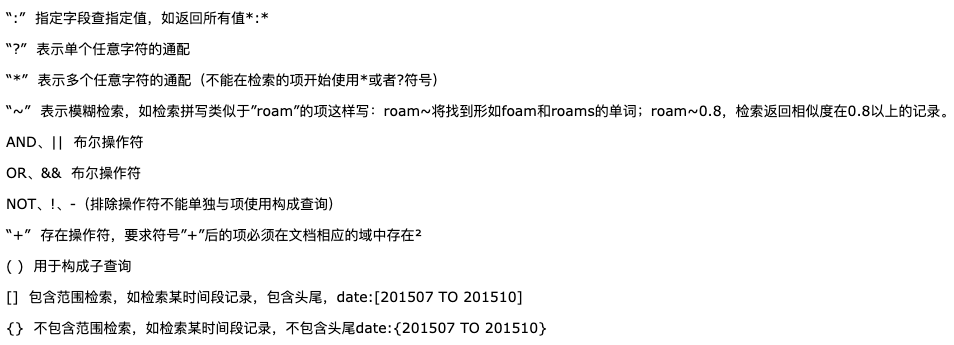 “:” 指定字段查指定值，如返回所有值*:*
“?” 表示单个任意字符的通配
“*” 表示多个任意字符的通配（不能在检索的项开始使用*或者?符号）
“~” 表示模糊检索，如检索拼写类似于”roam”的项这样写：roam~将找到形如foam和roams的单词；roam~0.8，检索返回相似度在0.8以上的记录。
AND、|| 布尔操作符
OR、&& 布尔操作符
NOT、!、-（排除操作符不能单独与项使用构成查询）
“+” 存在操作符，要求符号”+”后的项必须在文档相应的域中存在²
( ) 用于构成子查询
[] 包含范围检索，如检索某时间段记录，包含头尾，date:[201507 TO 201510]
{} 不包含范围检索，如检索某时间段记录，不包含头尾date:{201507 TO 201510}